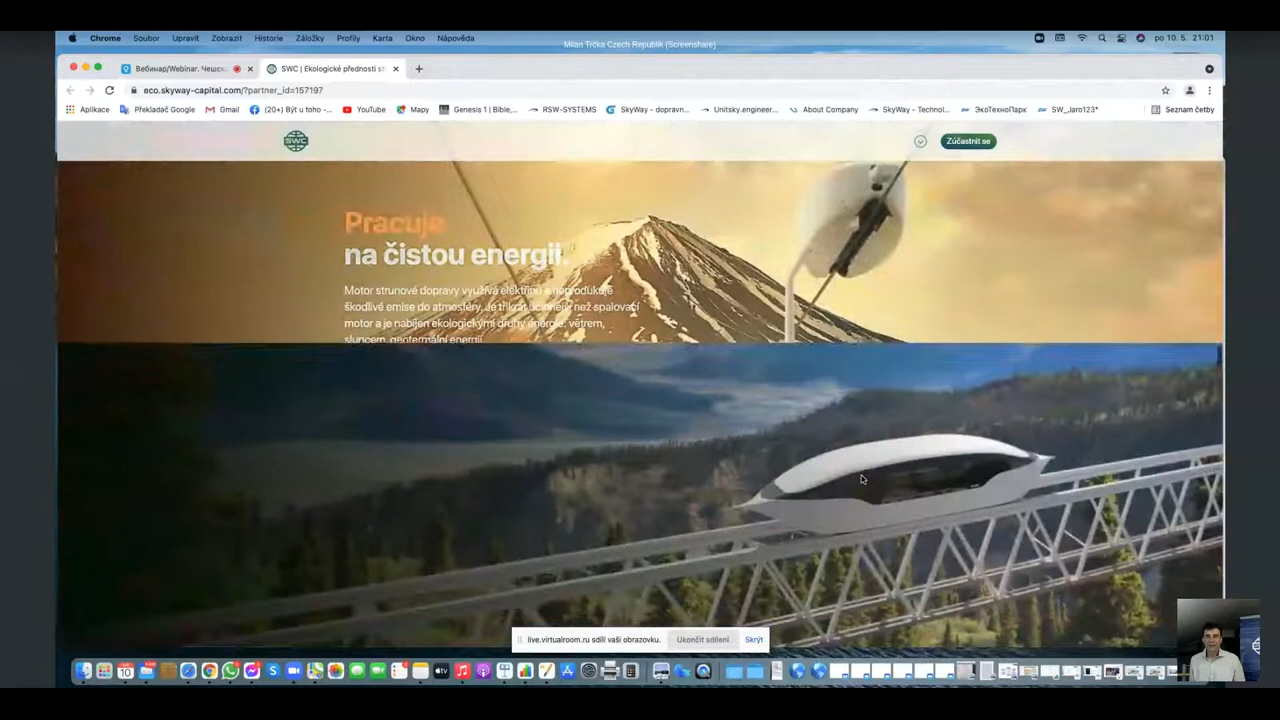 Chrome Soubor Upravit Zobrazit Historie Záložky Profily Karta Okno Nápověda
Milan Trčka Czech Republik (Screenshare)
po 10. 5. 21:01
Вебинар/Webinar. Чешск
SWC | Ekologické přednosti st
eco.skyway-capital.com/?partner_id=157197
Aplikace Překladač Google Gmail (20+) Být u toho -... YouTube Mapy Genesis 1 | Bible,... RSW-SYSTEMS SkyWay - dopravn... Unitsky.engineer... About Company SkyWay - Technol... ЭкоТехноПарк SW_Jaro123* Seznam četby
SWC
Zúčastnit se
Pracuje
na čistou energii.
Motor strunové dopravy využívá elektřinu a neprodukuje
škodlivé emise do atmosféry. Je třikrát účinnější než spalovací
motor a je nabíjen ekologickými druhy energie: větrem,
sluncem, geotermální energií.
live.virtualroom.ru sdílí vaši obrazovku.
Ukončit sdílení
Skrýt